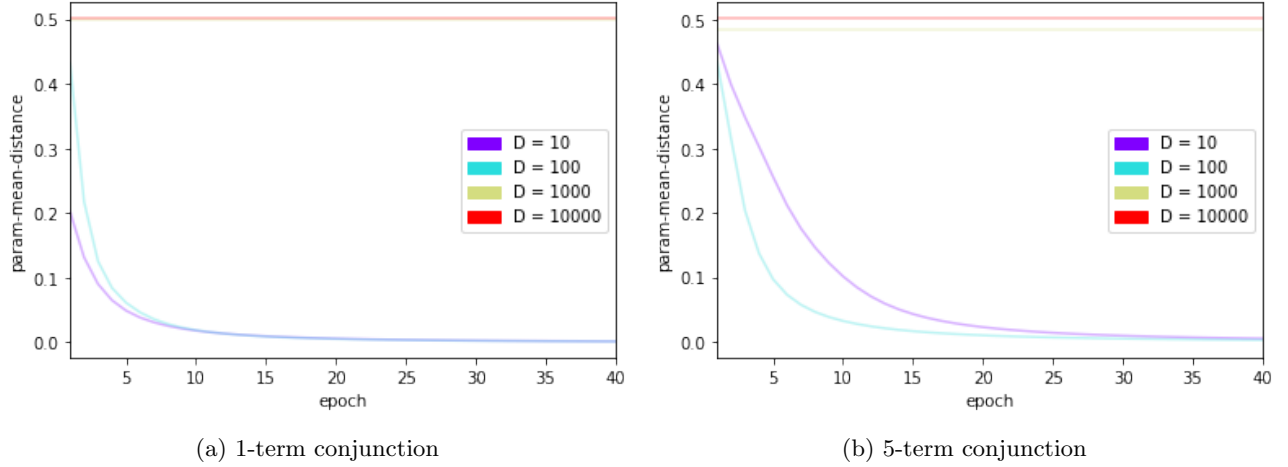 0.5
0.4
0.3
0.2
0.1
0.0
param-mean-distance
D = 10
D = 100
D = 1000
D = 10000
5 10 15 20 25 30 35 40
epoch
(a) 1-term conjunction
0.5
0.4
0.3
0.2
0.1
0.0
param-mean-distance
D = 10
D = 100
D = 1000
D = 10000
5 10 15 20 25 30 35 40
epoch
(b) 5-term conjunction